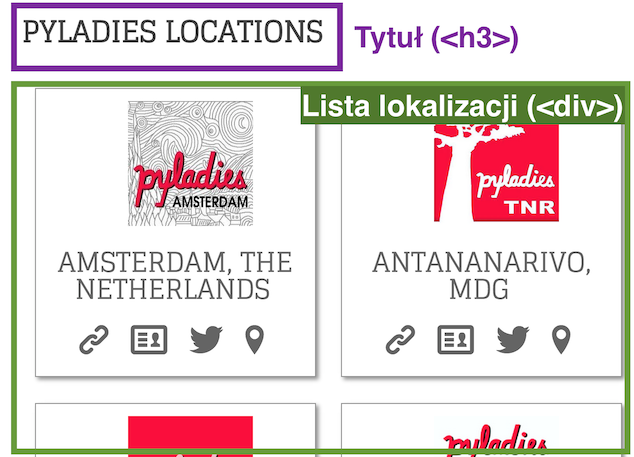 PYLADIES LOCATIONS
Tytuł (<h3>)
Lista lokalizacji (<div>)
pyladies
AMSTERDAM
pyladies
TNR
AMSTERDAM, THE
NETHERLANDS
ANTANANARIVO,
MDG
pyladies